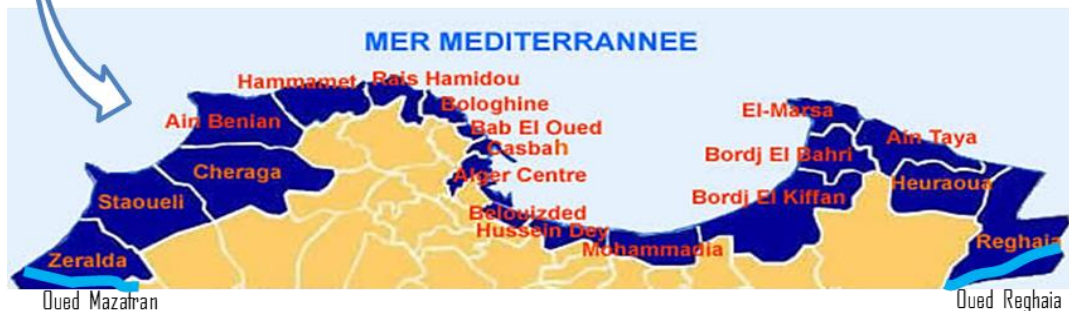 MER MEDITERRANNEE
Hammamet
Rais Hamidou
Bologhine
Ain Benian
Bab El Oued
Casbah
Cheraga
Alger Centre
Staoueli
Belouizded
Hussein Dey
Zeralda
Mohammadia
El-Marsa
Ain Taya
Bordj El Bahri
Heuraoua
Bordj El Kiffan
Reghaia
Oued Mazafran
Oued Reghaia